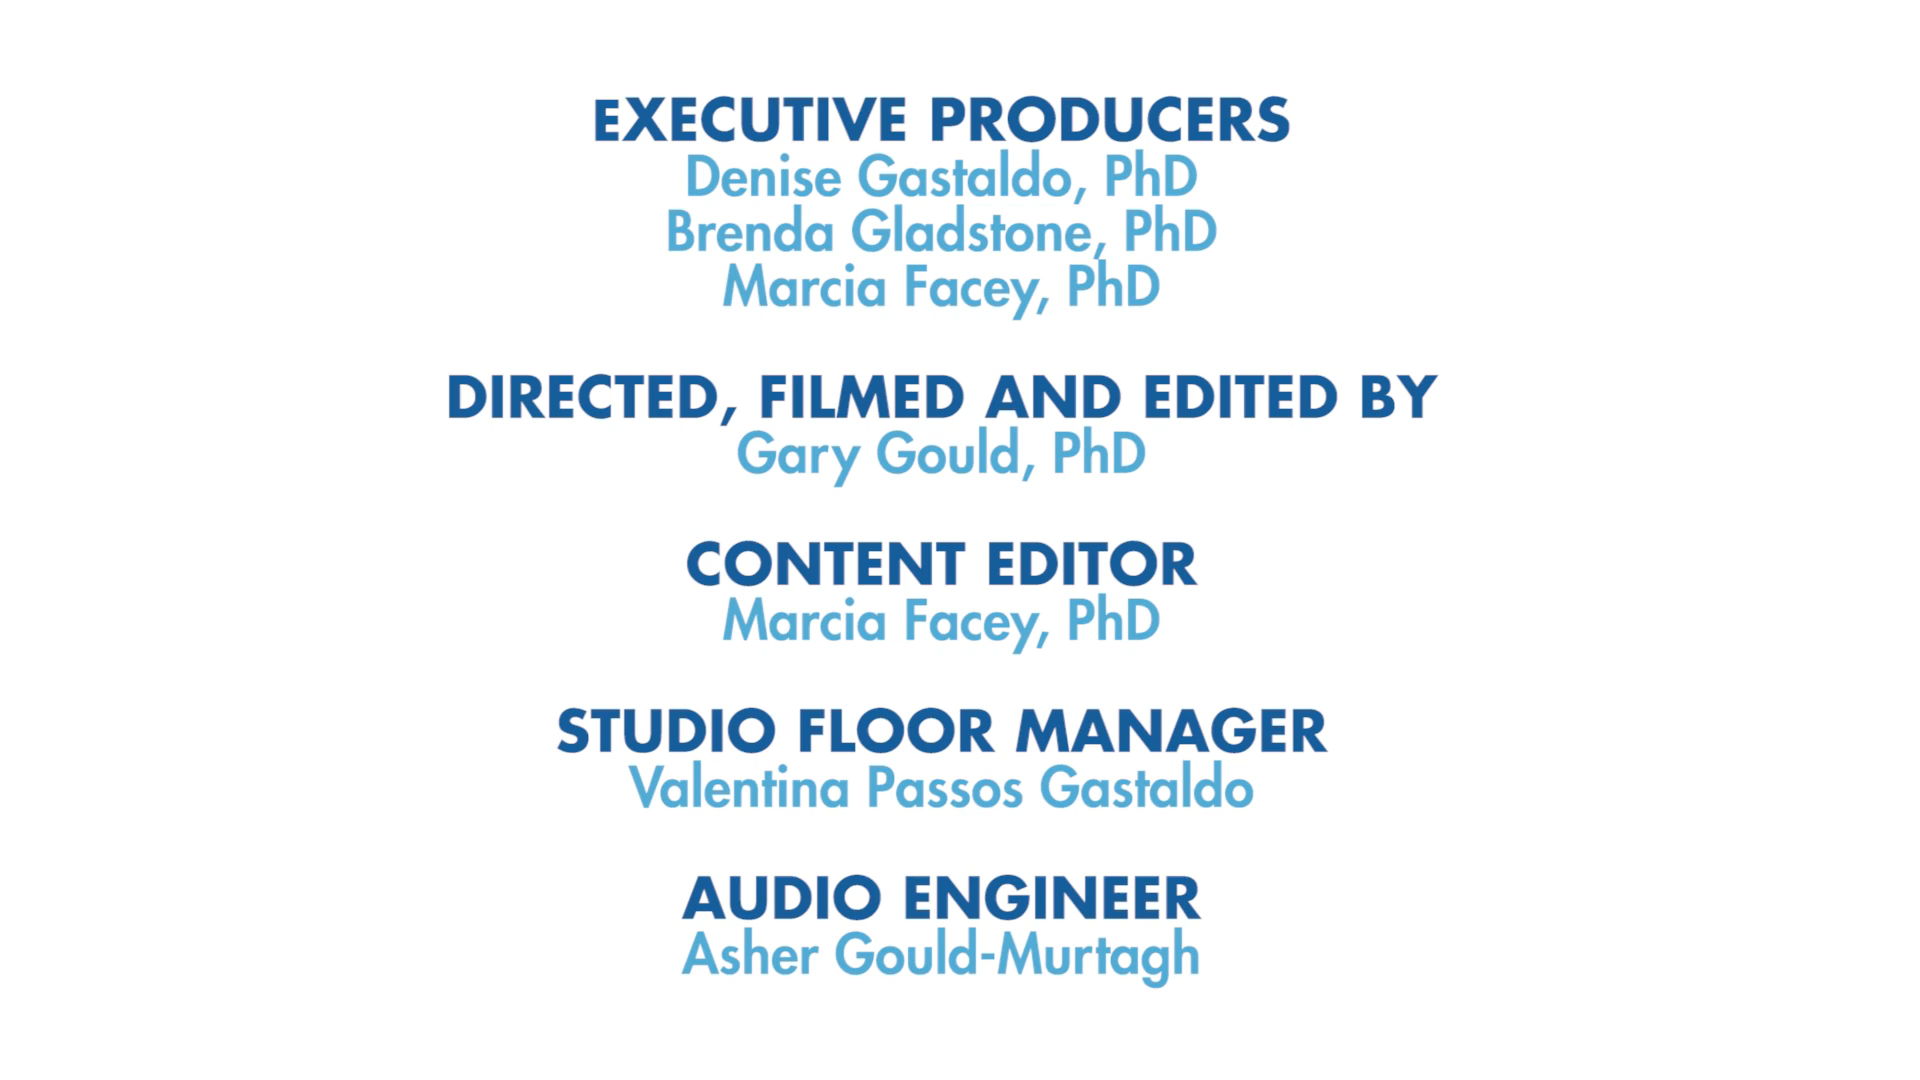 EXECUTIVE PRODUCERS
Denise Gastaldo, PhD
Brenda Gladstone, PhD
Marcia Facey, PhD
DIRECTED, FILMED AND EDITED BY
Gary Gould, PhD
CONTENT EDITOR
Marcia Facey, PhD
STUDIO FLOOR MANAGER
Valentina Passos Gastaldo
AUDIO ENGINEER
Asher Gould-Murtagh